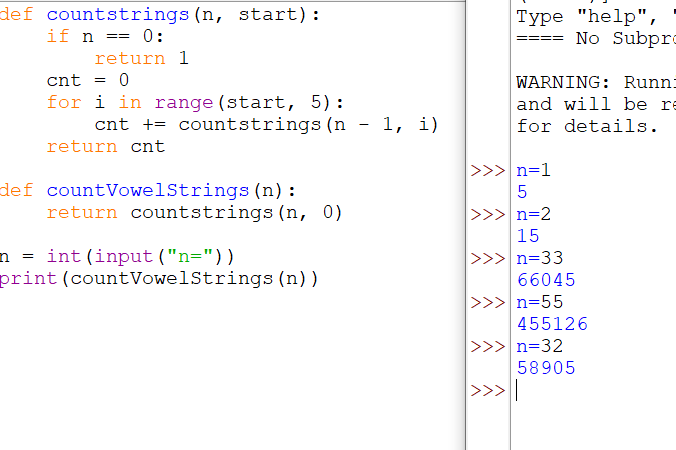 def countstrings(n, start):
    if n == 0:
        return 1
    cnt = 0
    for i in range(start, 5):
        cnt += countstrings(n - 1, i)
    return cnt
def countVowelStrings(n):
    return countstrings(n, 0)
n = int(input("n="))
print(countVowelStrings(n))
Type "help", "
==== No Subpro
WARNING: Runni
and will be re
for details.
>>> n=1
5
>>> n=2
15
>>> n=33
66045
>>> n=55
455126
>>> n=32
58905
>>>